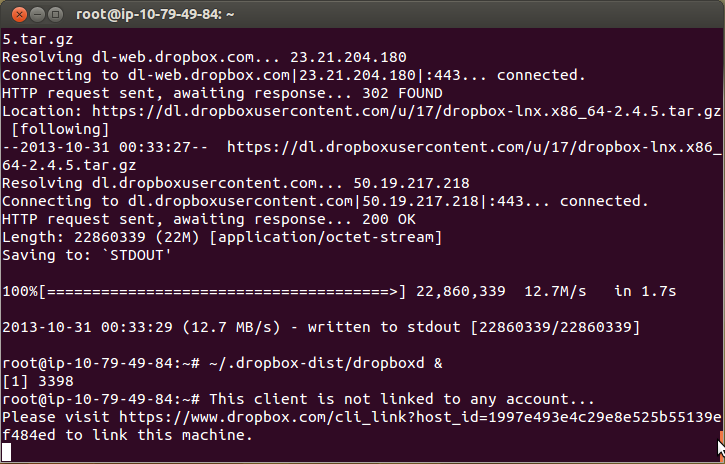 root@ip-10-79-49-84: ~
5.tar.gz
Resolving dl-web.dropbox.com... 23.21.204.180
Connecting to dl-web.dropbox.com|23.21.204.180|:443... connected.
HTTP request sent, awaiting response... 302 FOUND
Location: https://dl.dropboxusercontent.com/u/17/dropbox-lnx.x86_64-2.4.5.tar.gz
 [following]
--2013-10-31 00:33:27--  https://dl.dropboxusercontent.com/u/17/dropbox-lnx.x86_
64-2.4.5.tar.gz
Resolving dl.dropboxusercontent.com... 50.19.217.218
Connecting to dl.dropboxusercontent.com|50.19.217.218|:443... connected.
HTTP request sent, awaiting response... 200 OK
Length: 22860339 (22M) [application/octet-stream]
Saving to: `STDOUT'
100%[======================================>] 22,860,339  12.7M/s   in 1.7s
2013-10-31 00:33:29 (12.7 MB/s) - written to stdout [22860339/22860339]
root@ip-10-79-49-84:~# ~/.dropbox-dist/dropboxd &
[1] 3398
root@ip-10-79-49-84:~# This client is not linked to any account...
Please visit https://www.dropbox.com/cli_link?host_id=1997e493e4c29e8e525b55139e
f484ed to link this machine.